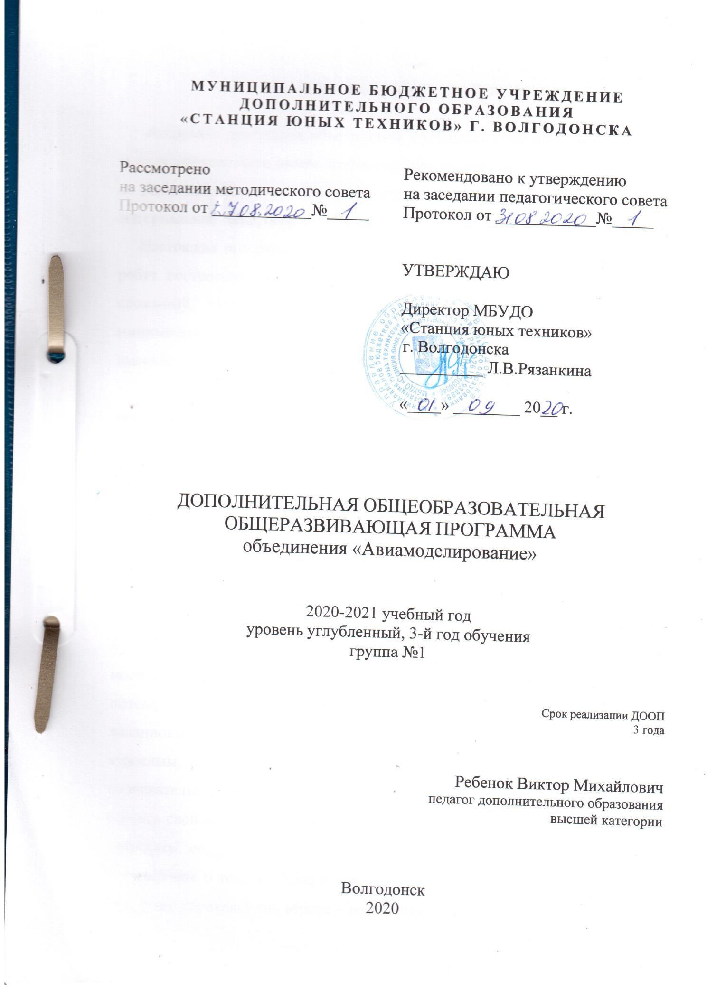 МУНИЦИПАЛЬНОЕ БЮДЖЕТНОЕ УЧРЕЖДЕНИЕ
ДОПОЛНИТЕЛЬНОГО ОБРАЗОВАНИЯ
«СТАНЦИЯ ЮНЫХ ТЕХНИКОВ» Г. ВОЛГОДОНСКА
Рассмотрено
на заседании методического совета
Протокол от 27 08.2020 № 1
Рекомендовано к утверждению
на заседании педагогического совета
Протокол от 31 08 2020 № 1
УТВЕРЖДАЮ
Директор МБУДО
«Станция юных техников»
г. Волгодонска
Л.В.Рязанкина
«01» 09 2020 г.
ДОПОЛНИТЕЛЬНАЯ ОБЩЕОБРАЗОВАТЕЛЬНАЯ
ОБЩЕРАЗВИВАЮЩАЯ ПРОГРАММА
объединения «Авиамоделирование»
2020-2021 учебный год
уровень углубленный, 3-й год обучения
группа №1
Срок реализации ДООП
3 года
Ребенок Виктор Михайлович
педагог дополнительного образования
высшей категории
Волгодонск
2020